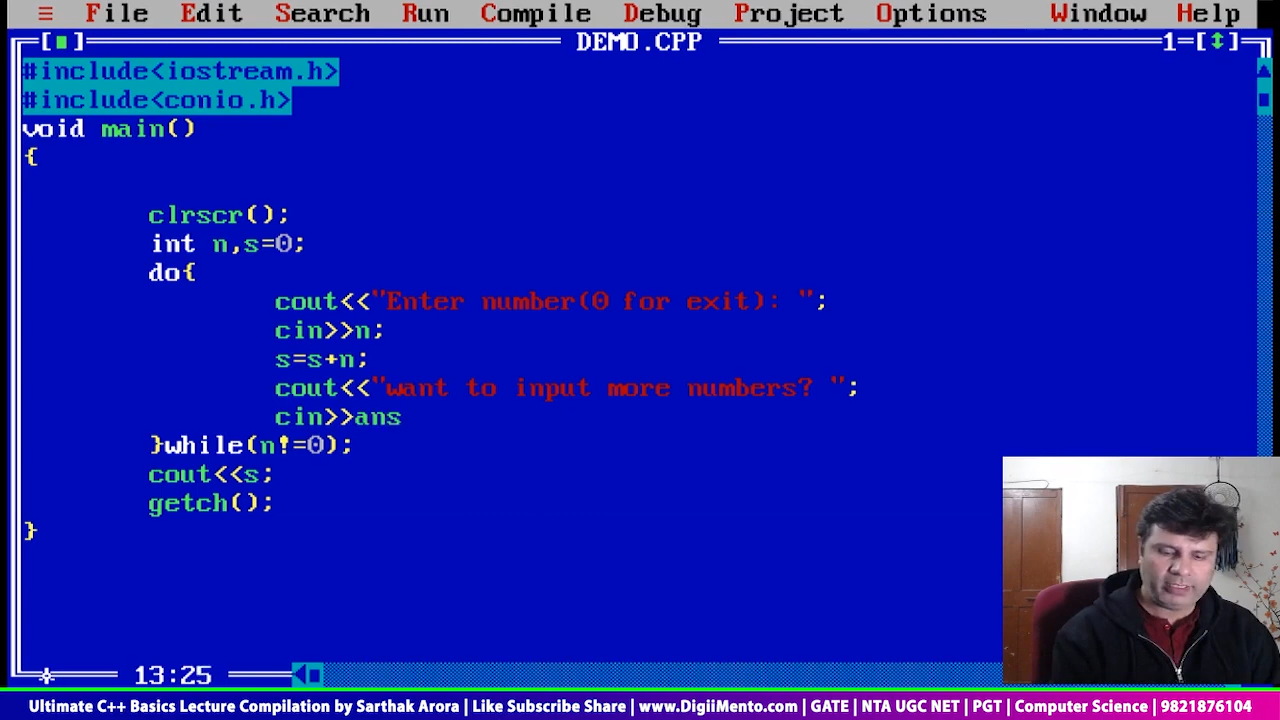 ≡ File Edit Search Run Compile Debug Project Options Window Help
[■] DEMO.CPP 1=[↕]
#include<iostream.h>
#include<conio.h>
void main()
{
clrscr();
int n,s=0;
do{
cout<<"Enter number(0 for exit): ";
cin>>n;
s=s+n;
cout<<"want to input more numbers? ";
cin>>ans
}while(n!=0);
cout<<s;
getch();
}
13:25
Ultimate C++ Basics Lecture Compilation by Sarthak Arora | Like Subscribe Share | www.DigiiMento.com | GATE | NTA UGC NET | PGT | Computer Science | 9821876104